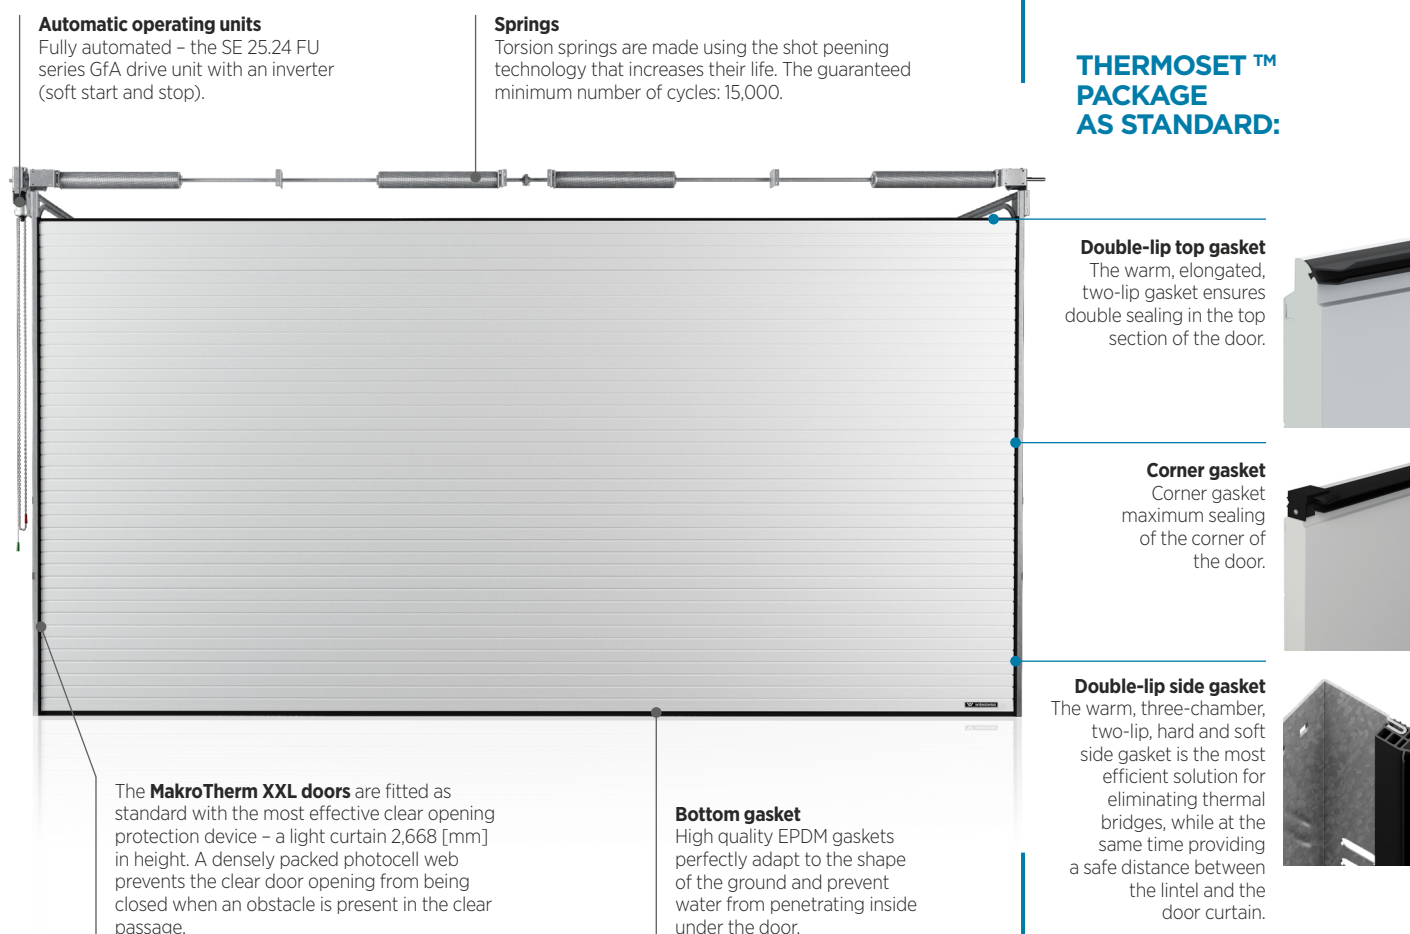 Automatic operating units
Fully automated – the SE 25.24 FU
series GfA drive unit with an inverter
(soft start and stop).
Springs
Torsion springs are made using the shot peening
technology that increases their life. The guaranteed
minimum number of cycles: 15,000.
THERMOSET ™
PACKAGE
AS STANDARD:
Double-lip top gasket
The warm, elongated,
two-lip gasket ensures
double sealing in the top
section of the door.
Corner gasket
Corner gasket
maximum sealing
of the corner of
the door.
Double-lip side gasket
The warm, three-chamber,
two-lip, hard and soft
side gasket is the most
efficient solution for
eliminating thermal
bridges, while at the
same time providing
a safe distance between
the lintel and the
door curtain.
The MakroTherm XXL doors are fitted as
standard with the most effective clear opening
protection device – a light curtain 2,668 [mm]
in height. A densely packed photocell web
prevents the clear door opening from being
closed when an obstacle is present in the clear
passage.
Bottom gasket
High quality EPDM gaskets
perfectly adapt to the shape
of the ground and prevent
water from penetrating inside
under the door.